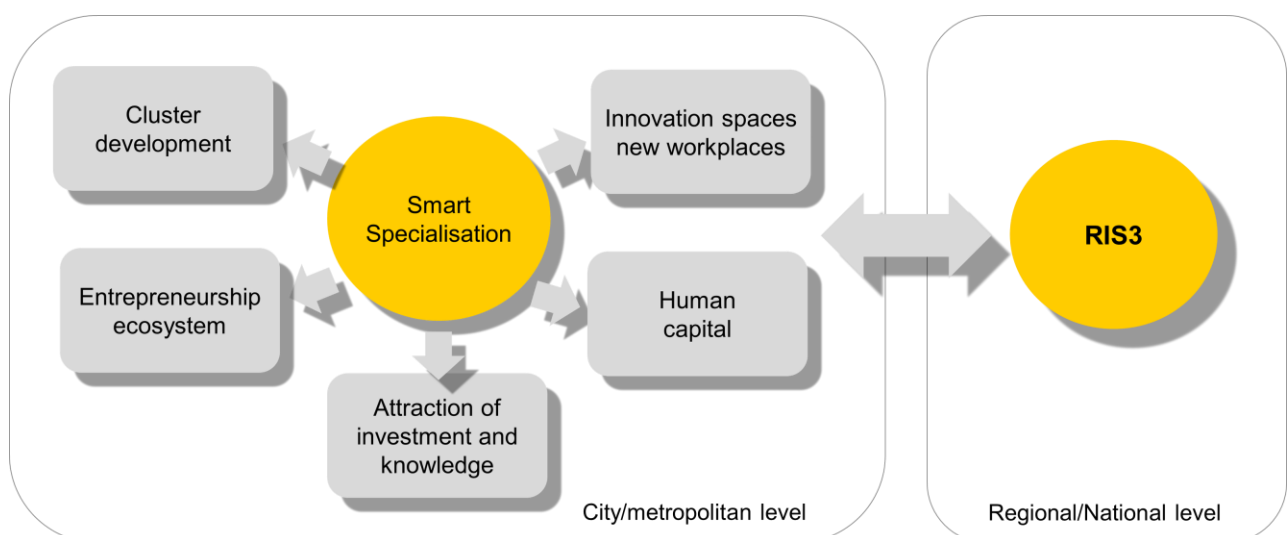 Cluster
development
Innovation spaces
new workplaces
Smart
Specialisation
RIS3
Entrepreneurship
ecosystem
Human
capital
Attraction of
investment and
knowledge
City/metropolitan level
Regional/National level